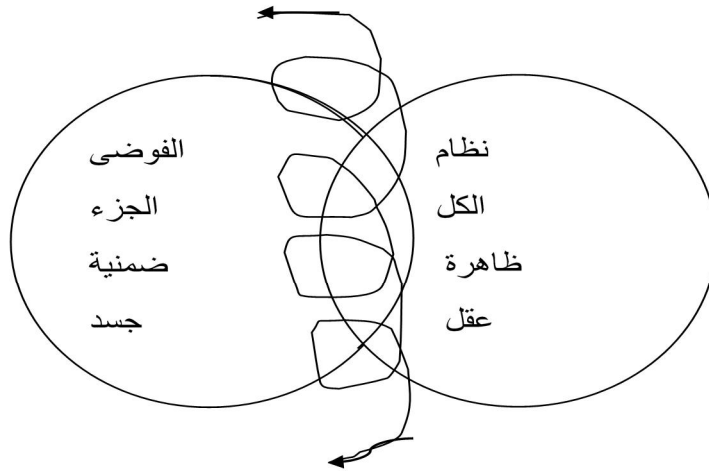 نظام
الكل
ظاهرة
عقل
الفوضى
الجزء
ضمنية
جسد